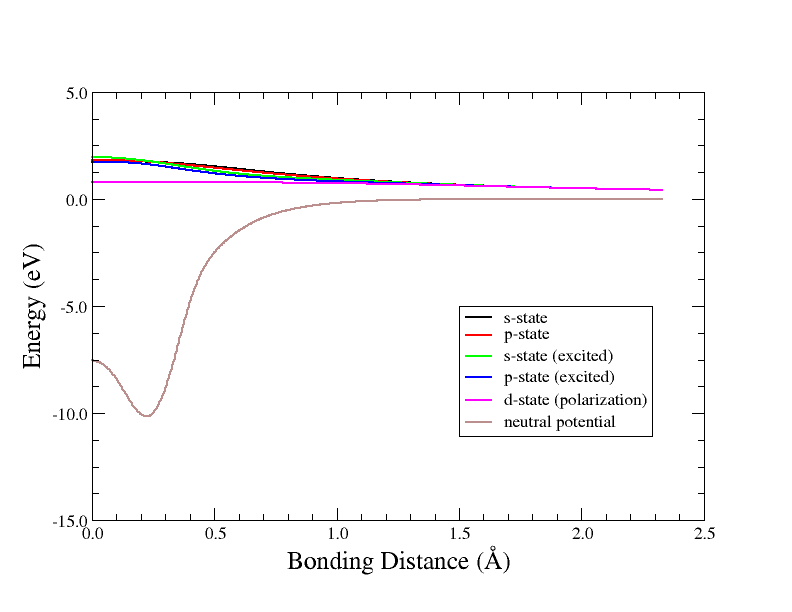 5.0
0.0
-5.0
-10.0
-15.0
Energy (eV)
s-state
p-state
s-state (excited)
p-state (excited)
d-state (polarization)
neutral potential
0.0 0.5 1.0 1.5 2.0 2.5
Bonding Distance (Å)